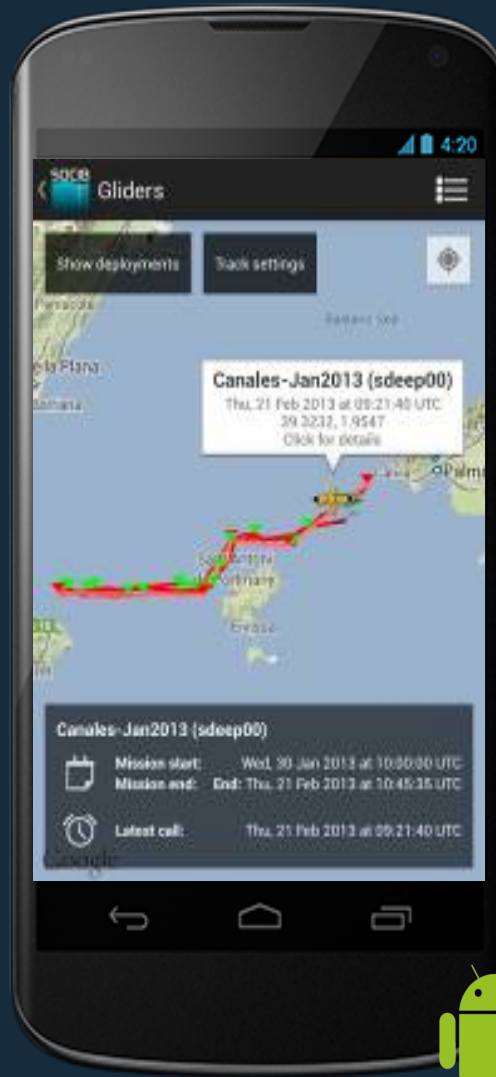 4:20
SOCIB
Gliders
Show deployments
Track settings
Balearic Sea
Canales-Jan2013 (sdeep00)
Thu, 21 Feb 2013 at 09:21:40 UTC
39.3232, 1.9547
Click for details
Palm
Sant Antoni
Eivissa
Canales-Jan2013 (sdeep00)
Mission start: Wed, 30 Jan 2013 at 10:00:00 UTC
Mission end: End: Thu, 21 Feb 2013 at 10:45:35 UTC
Latest call: Thu, 21 Feb 2013 at 09:21:40 UTC
Google